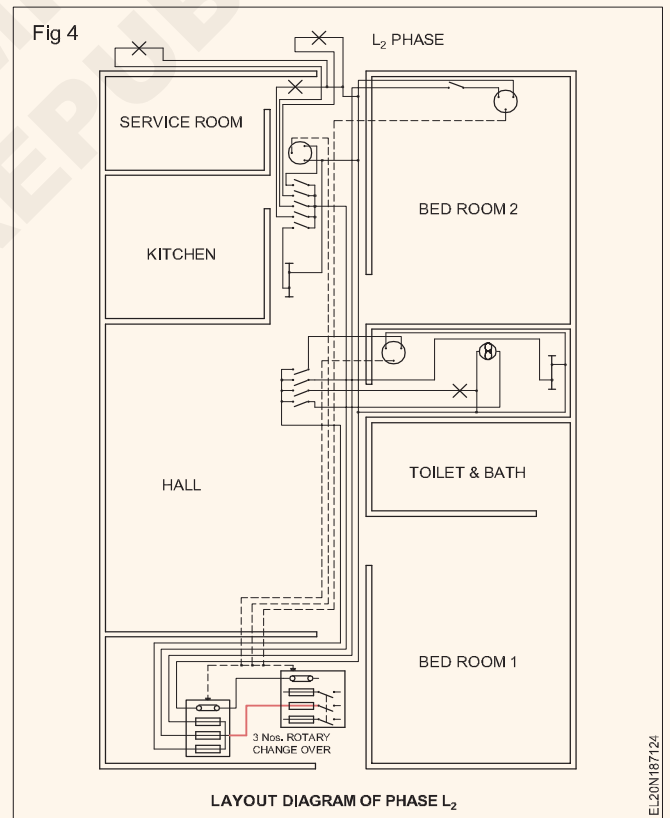 Fig 4
L2 PHASE
SERVICE ROOM
BED ROOM 2
KITCHEN
HALL
TOILET & BATH
BED ROOM 1
3 Nos. ROTARY
CHANGE OVER
LAYOUT DIAGRAM OF PHASE L2
EL20N187124